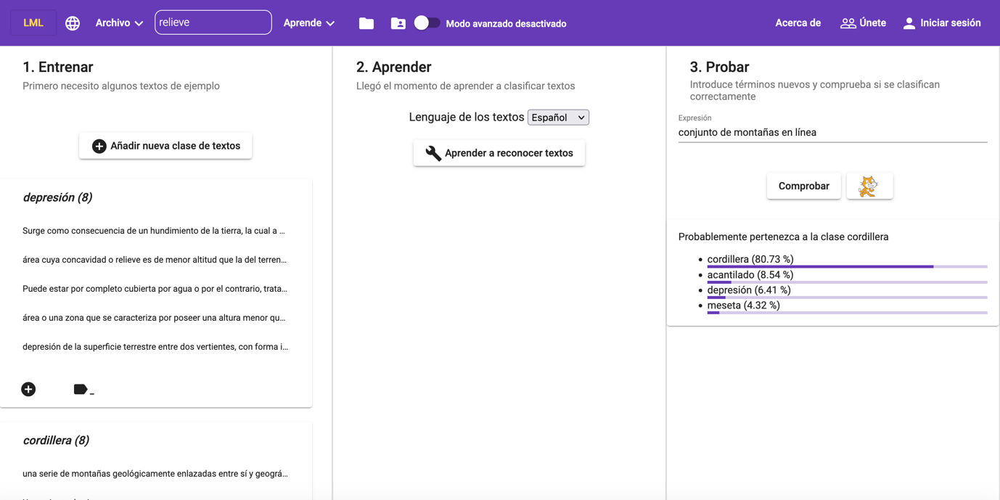 LML
Archivo
relieve
Aprende
Modo avanzado desactivado
Acerca de
Únete
Iniciar sesión
1. Entrenar
Primero necesito algunos textos de ejemplo
Añadir nueva clase de textos
depresión (8)
Surge como consecuencia de un hundimiento de la tierra, la cual a ...
área cuya concavidad o relieve es de menor altitud que la del terren...
Puede estar por completo cubierta por agua o por el contrario, trata...
área o una zona que se caracteriza por poseer una altura menor qu...
depresión de la superficie terrestre entre dos vertientes, con forma i...
_
cordillera (8)
una serie de montañas geológicamente enlazadas entre sí y geográ...
2. Aprender
Llegó el momento de aprender a clasificar textos
Lenguaje de los textos Español
Aprender a reconocer textos
3. Probar
Introduce términos nuevos y comprueba si se clasifican
correctamente
Expresión
conjunto de montañas en línea
Comprobar
Probablemente pertenezca a la clase cordillera
cordillera (80.73 %)
acantilado (8.54 %)
depresión (6.41 %)
meseta (4.32 %)